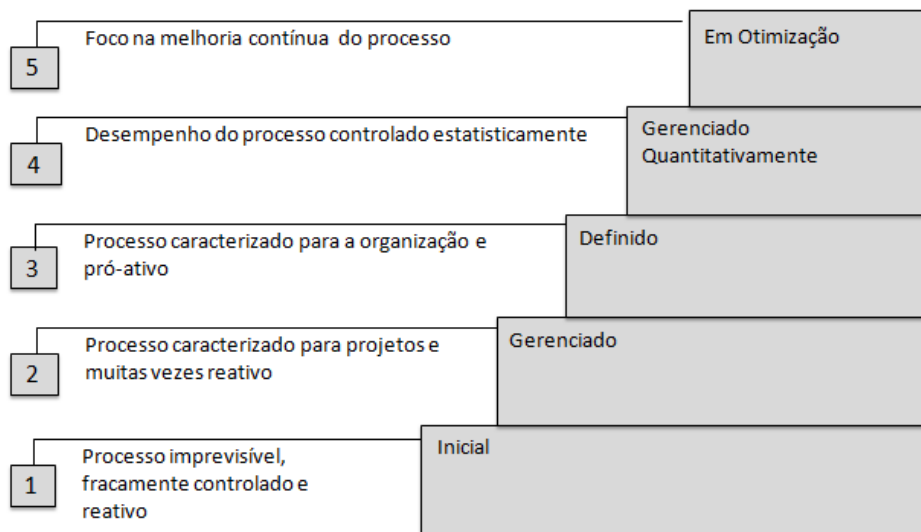 5
Foco na melhoria contínua do processo
Em Otimização
4
Desempenho do processo controlado estatisticamente
Gerenciado
Quantitativamente
3
Processo caracterizado para a organização e
pró-ativo
Definido
2
Processo caracterizado para projetos e
muitas vezes reativo
Gerenciado
1
Processo imprevisível,
fracamente controlado e
reativo
Inicial